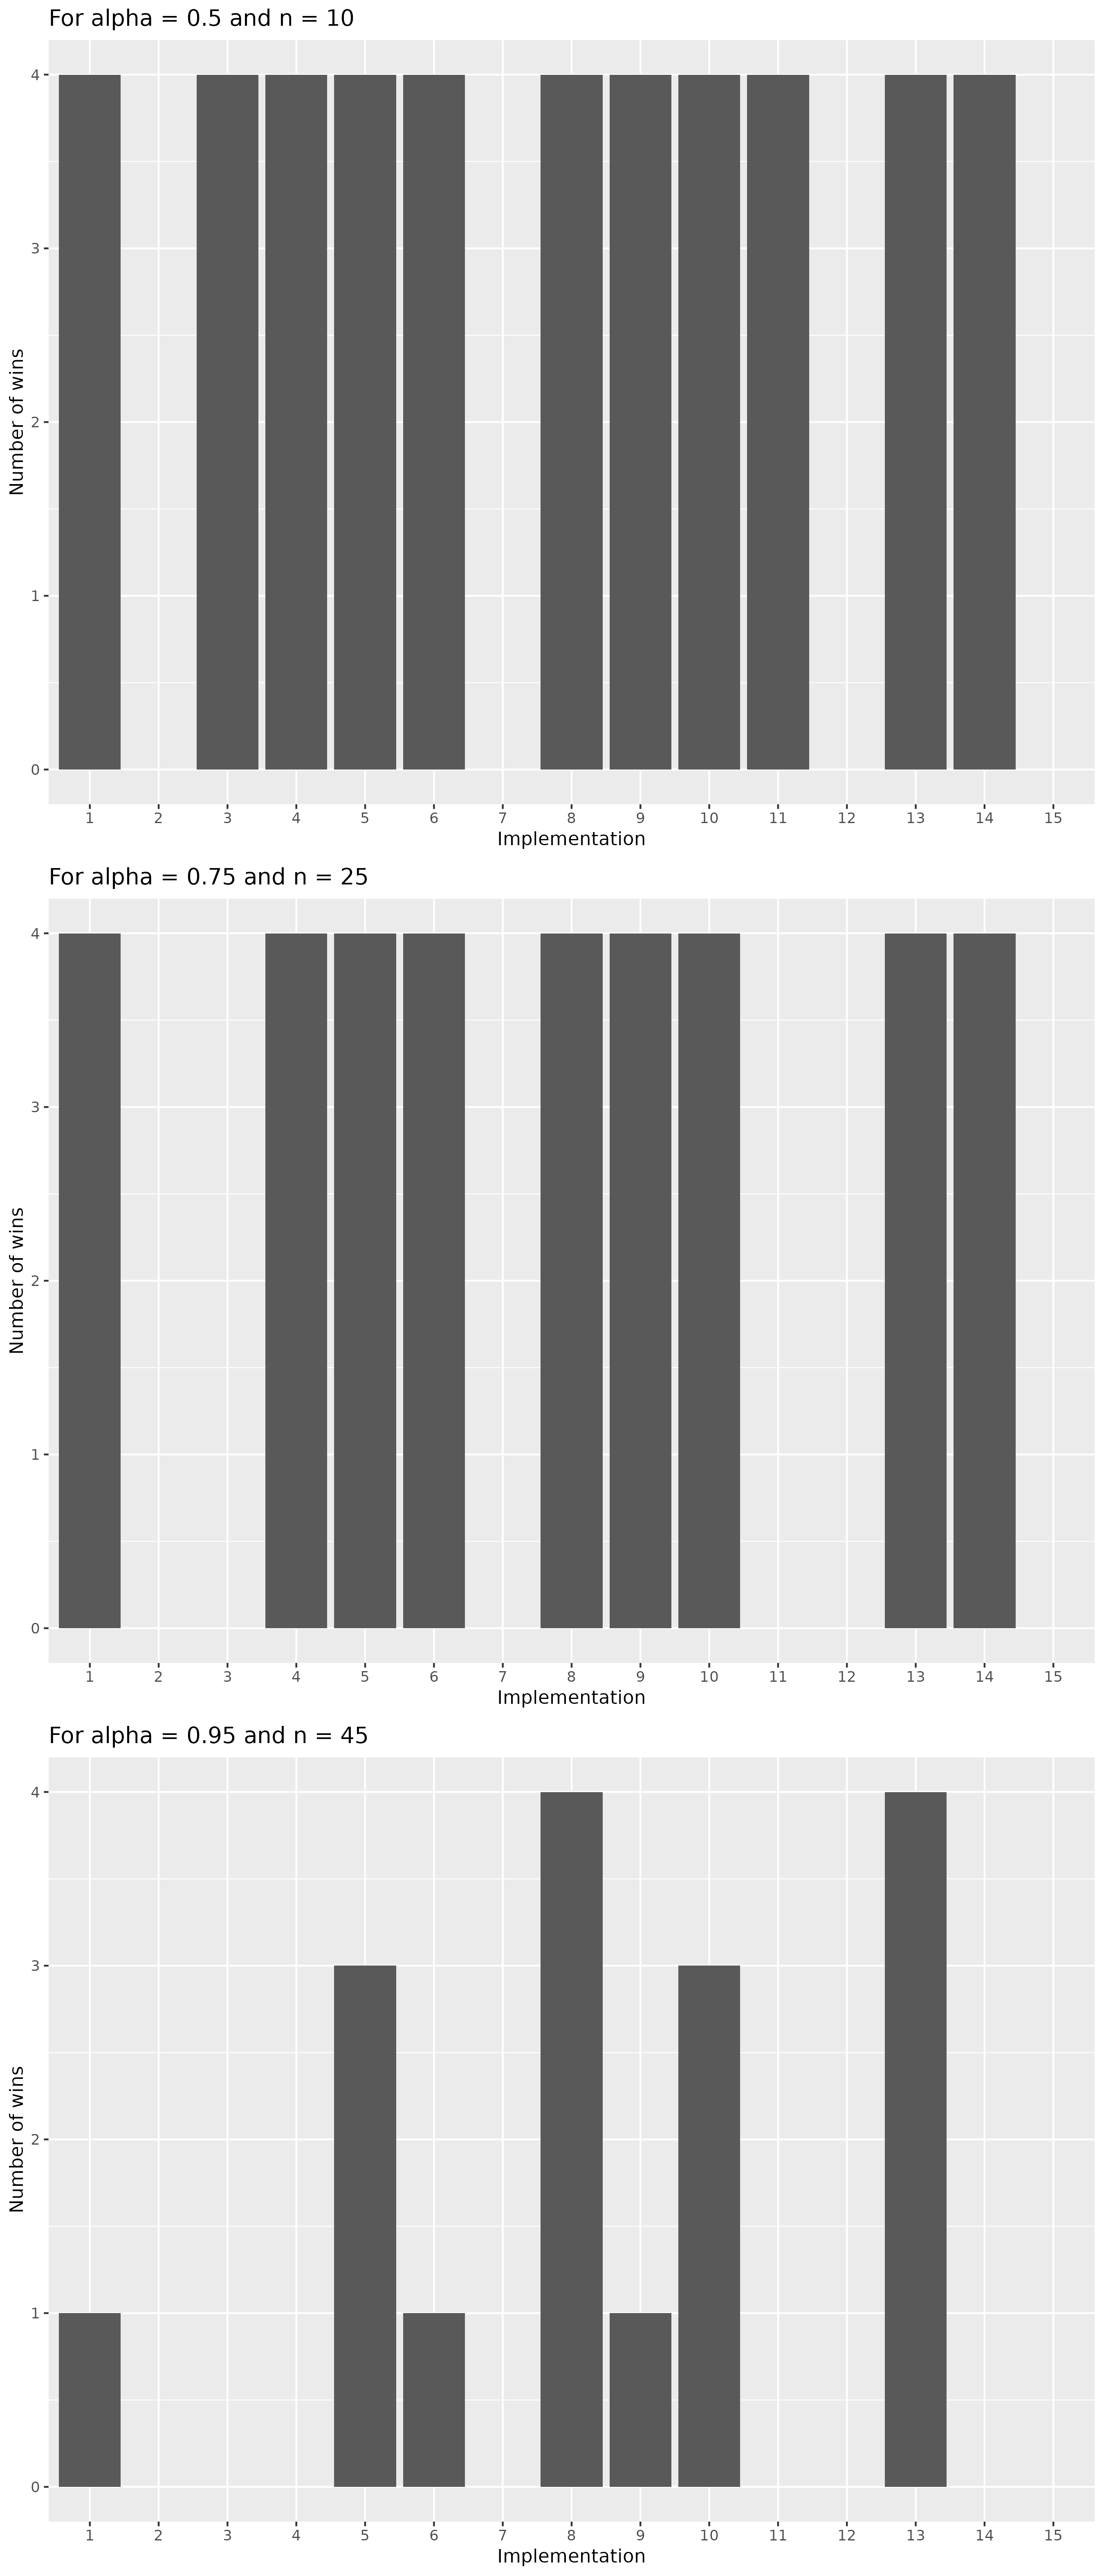 For alpha = 0.5 and n = 10
Number of wins
4
3
2
1
0
1 2 3 4 5 6 7 8 9 10 11 12 13 14 15
Implementation
For alpha = 0.75 and n = 25
Number of wins
4
3
2
1
0
1 2 3 4 5 6 7 8 9 10 11 12 13 14 15
Implementation
For alpha = 0.95 and n = 45
Number of wins
4
3
2
1
0
1 2 3 4 5 6 7 8 9 10 11 12 13 14 15
Implementation